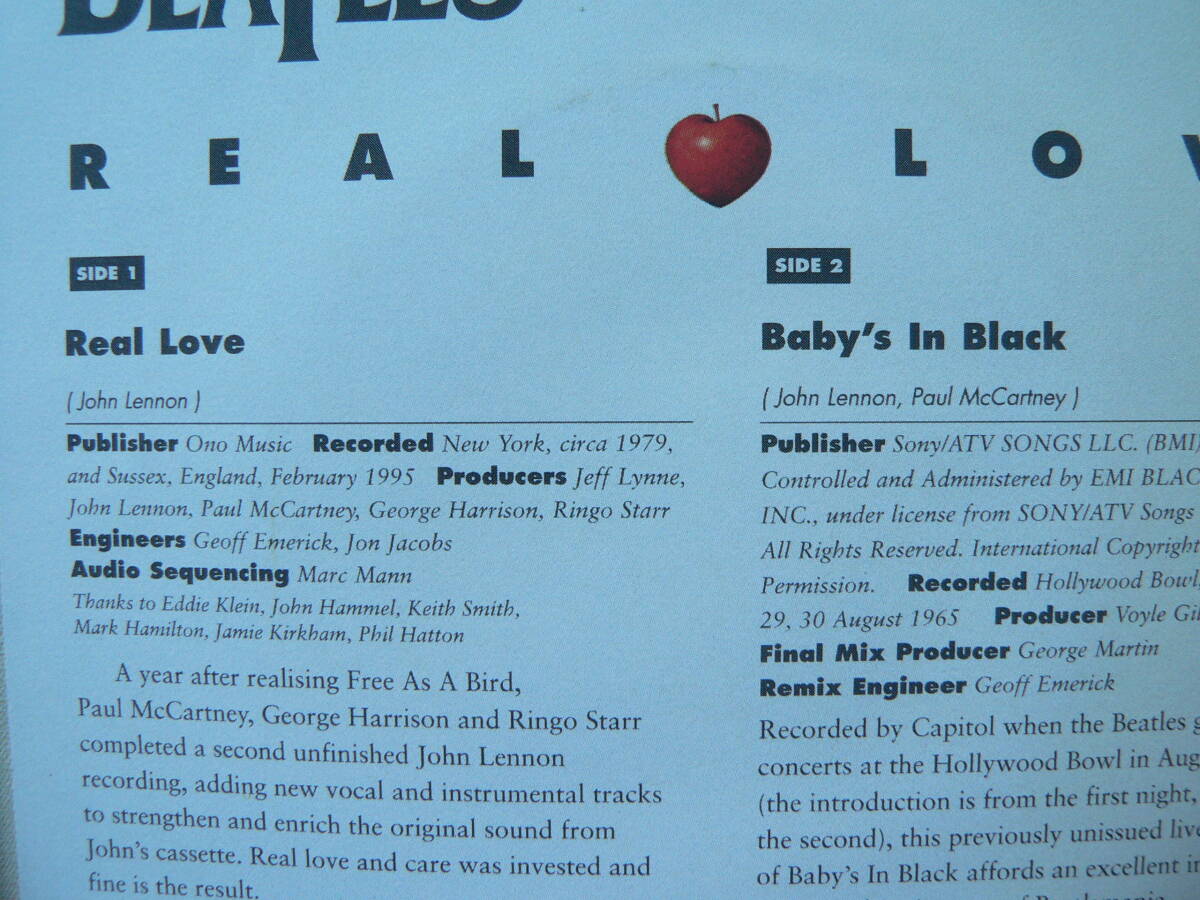 BEATLES
REAL LOV
SIDE 1
Real Love
( John Lennon )
Publisher Ono Music Recorded New York, circa 1979,
and Sussex, England, February 1995 Producers Jeff Lynne,
John Lennon, Paul McCartney, George Harrison, Ringo Starr
Engineers Geoff Emerick, Jon Jacobs
Audio Sequencing Marc Mann
Thanks to Eddie Klein, John Hammel, Keith Smith,
Mark Hamilton, Jamie Kirkham, Phil Hatton
A year after realising Free As A Bird,
Paul McCartney, George Harrison and Ringo Starr
completed a second unfinished John Lennon
recording, adding new vocal and instrumental tracks
to strengthen and enrich the original sound from
John's cassette. Real love and care was invested and
fine is the result.
SIDE 2
Baby's In Black
( John Lennon, Paul McCartney )
Publisher Sony/ATV SONGS LLC. (BMI)
Controlled and Administered by EMI BLAC
INC., under license from SONY/ATV Songs
All Rights Reserved. International Copyright
Permission. Recorded Hollywood Bowl,
29, 30 August 1965 Producer Voyle Gil
Final Mix Producer George Martin
Remix Engineer Geoff Emerick
Recorded by Capitol when the Beatles g
concerts at the Hollywood Bowl in Aug
(the introduction is from the first night,
the second), this previously unissued live
of Baby's In Black affords an excellent in